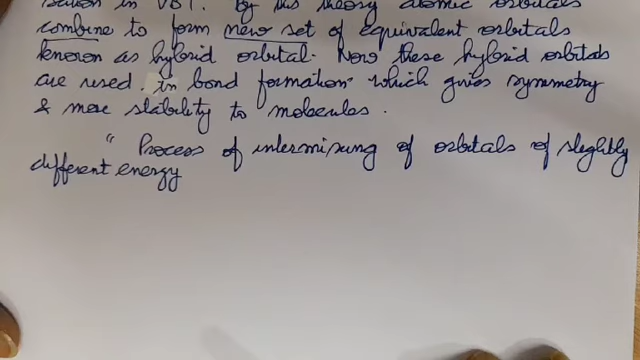 in VBT. By this theory atomic orbitals
combine to form new set of equivalent orbitals
known as hybrid orbital. Now these hybrid orbitals
are used in bond formation which gives symmetry
& more stability to molecules.
" Process of intermixing of orbitals of slightly
different energy